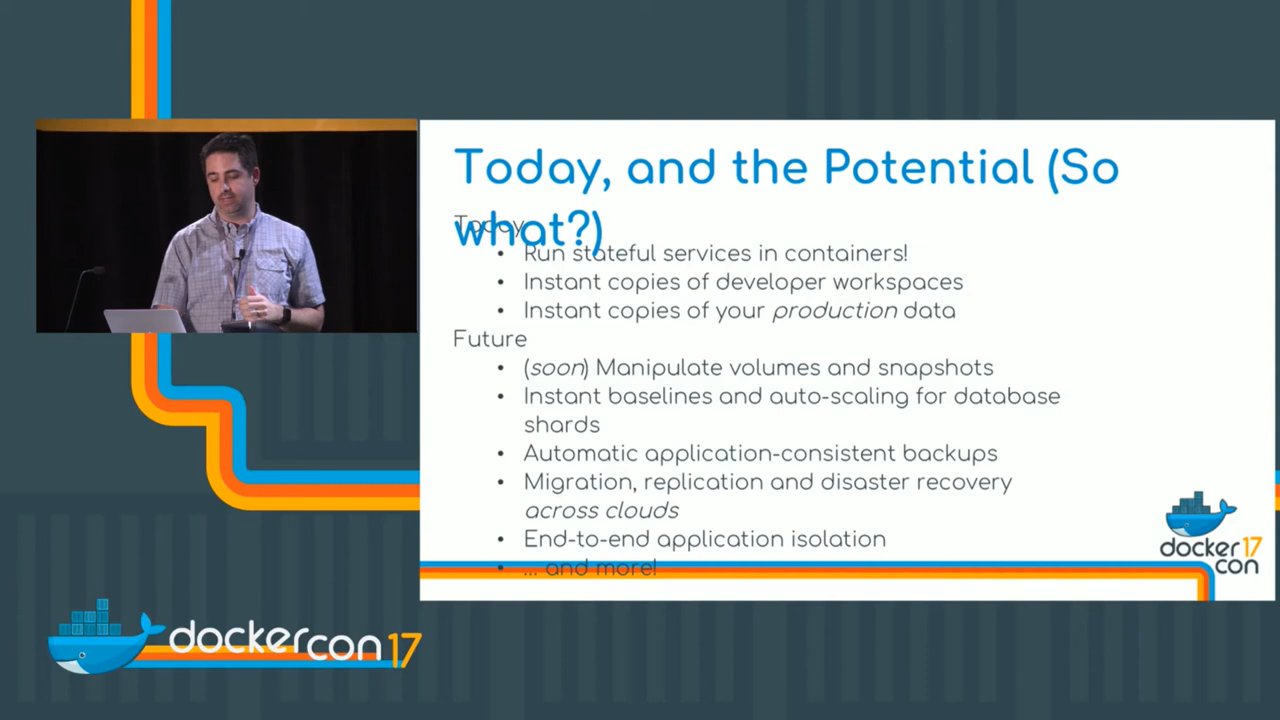 Today, and the Potential (So
what?)
Today
• Run stateful services in containers!
• Instant copies of developer workspaces
• Instant copies of your production data
Future
• (soon) Manipulate volumes and snapshots
• Instant baselines and auto-scaling for database
shards
• Automatic application-consistent backups
• Migration, replication and disaster recovery
across clouds
• End-to-end application isolation
• ... and more!
docker 17
con
dockercon 17